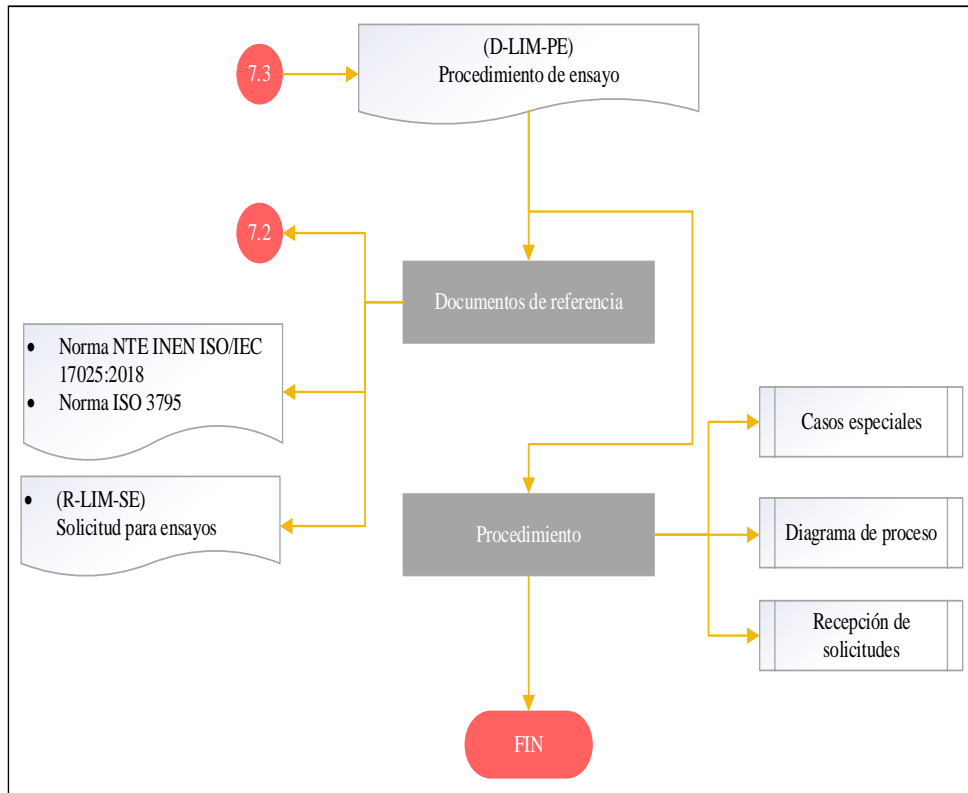 (D-LIM-PE)
7.3
Procedimiento de ensayo
7.2
Documentos de referencia
• Norma NTE INEN ISO/IEC
17025:2018
• Norma ISO 3795
Casos especiales
• (R-LIM-SE)
Solicitud para ensayos
Procedimiento
Diagrama de proceso
Recepción de
solicitudes
FIN